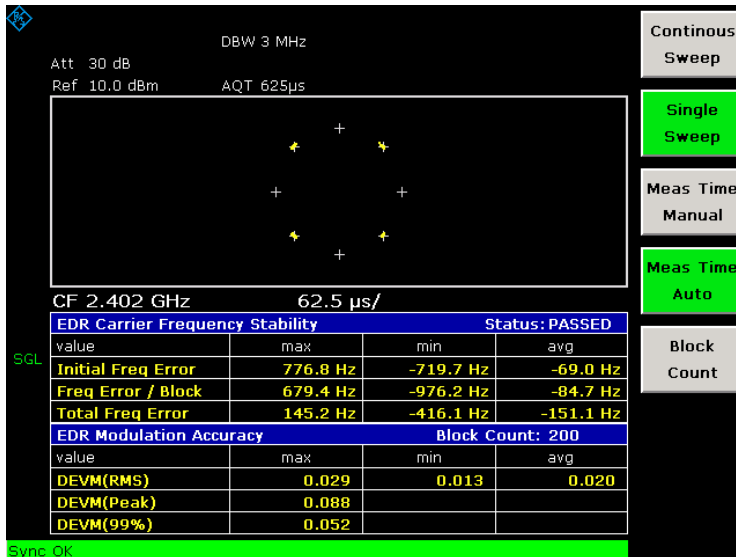 DBW 3 MHz
Att 30 dB
Ref 10.0 dBm AQT 625µs
CF 2.402 GHz 62.5 µs/
EDR Carrier Frequency Stability Status: PASSED
value max min avg
Initial Freq Error 776.8 Hz -719.7 Hz -69.0 Hz
Freq Error / Block 679.4 Hz -976.2 Hz -84.7 Hz
Total Freq Error 145.2 Hz -416.1 Hz -151.1 Hz
EDR Modulation Accuracy Block Count: 200
value max min avg
DEVM(RMS) 0.029 0.013 0.020
DEVM(Peak) 0.088
DEVM(99%) 0.052
SGL
Sync OK
Continous
Sweep
Single
Sweep
Meas Time
Manual
Meas Time
Auto
Block
Count